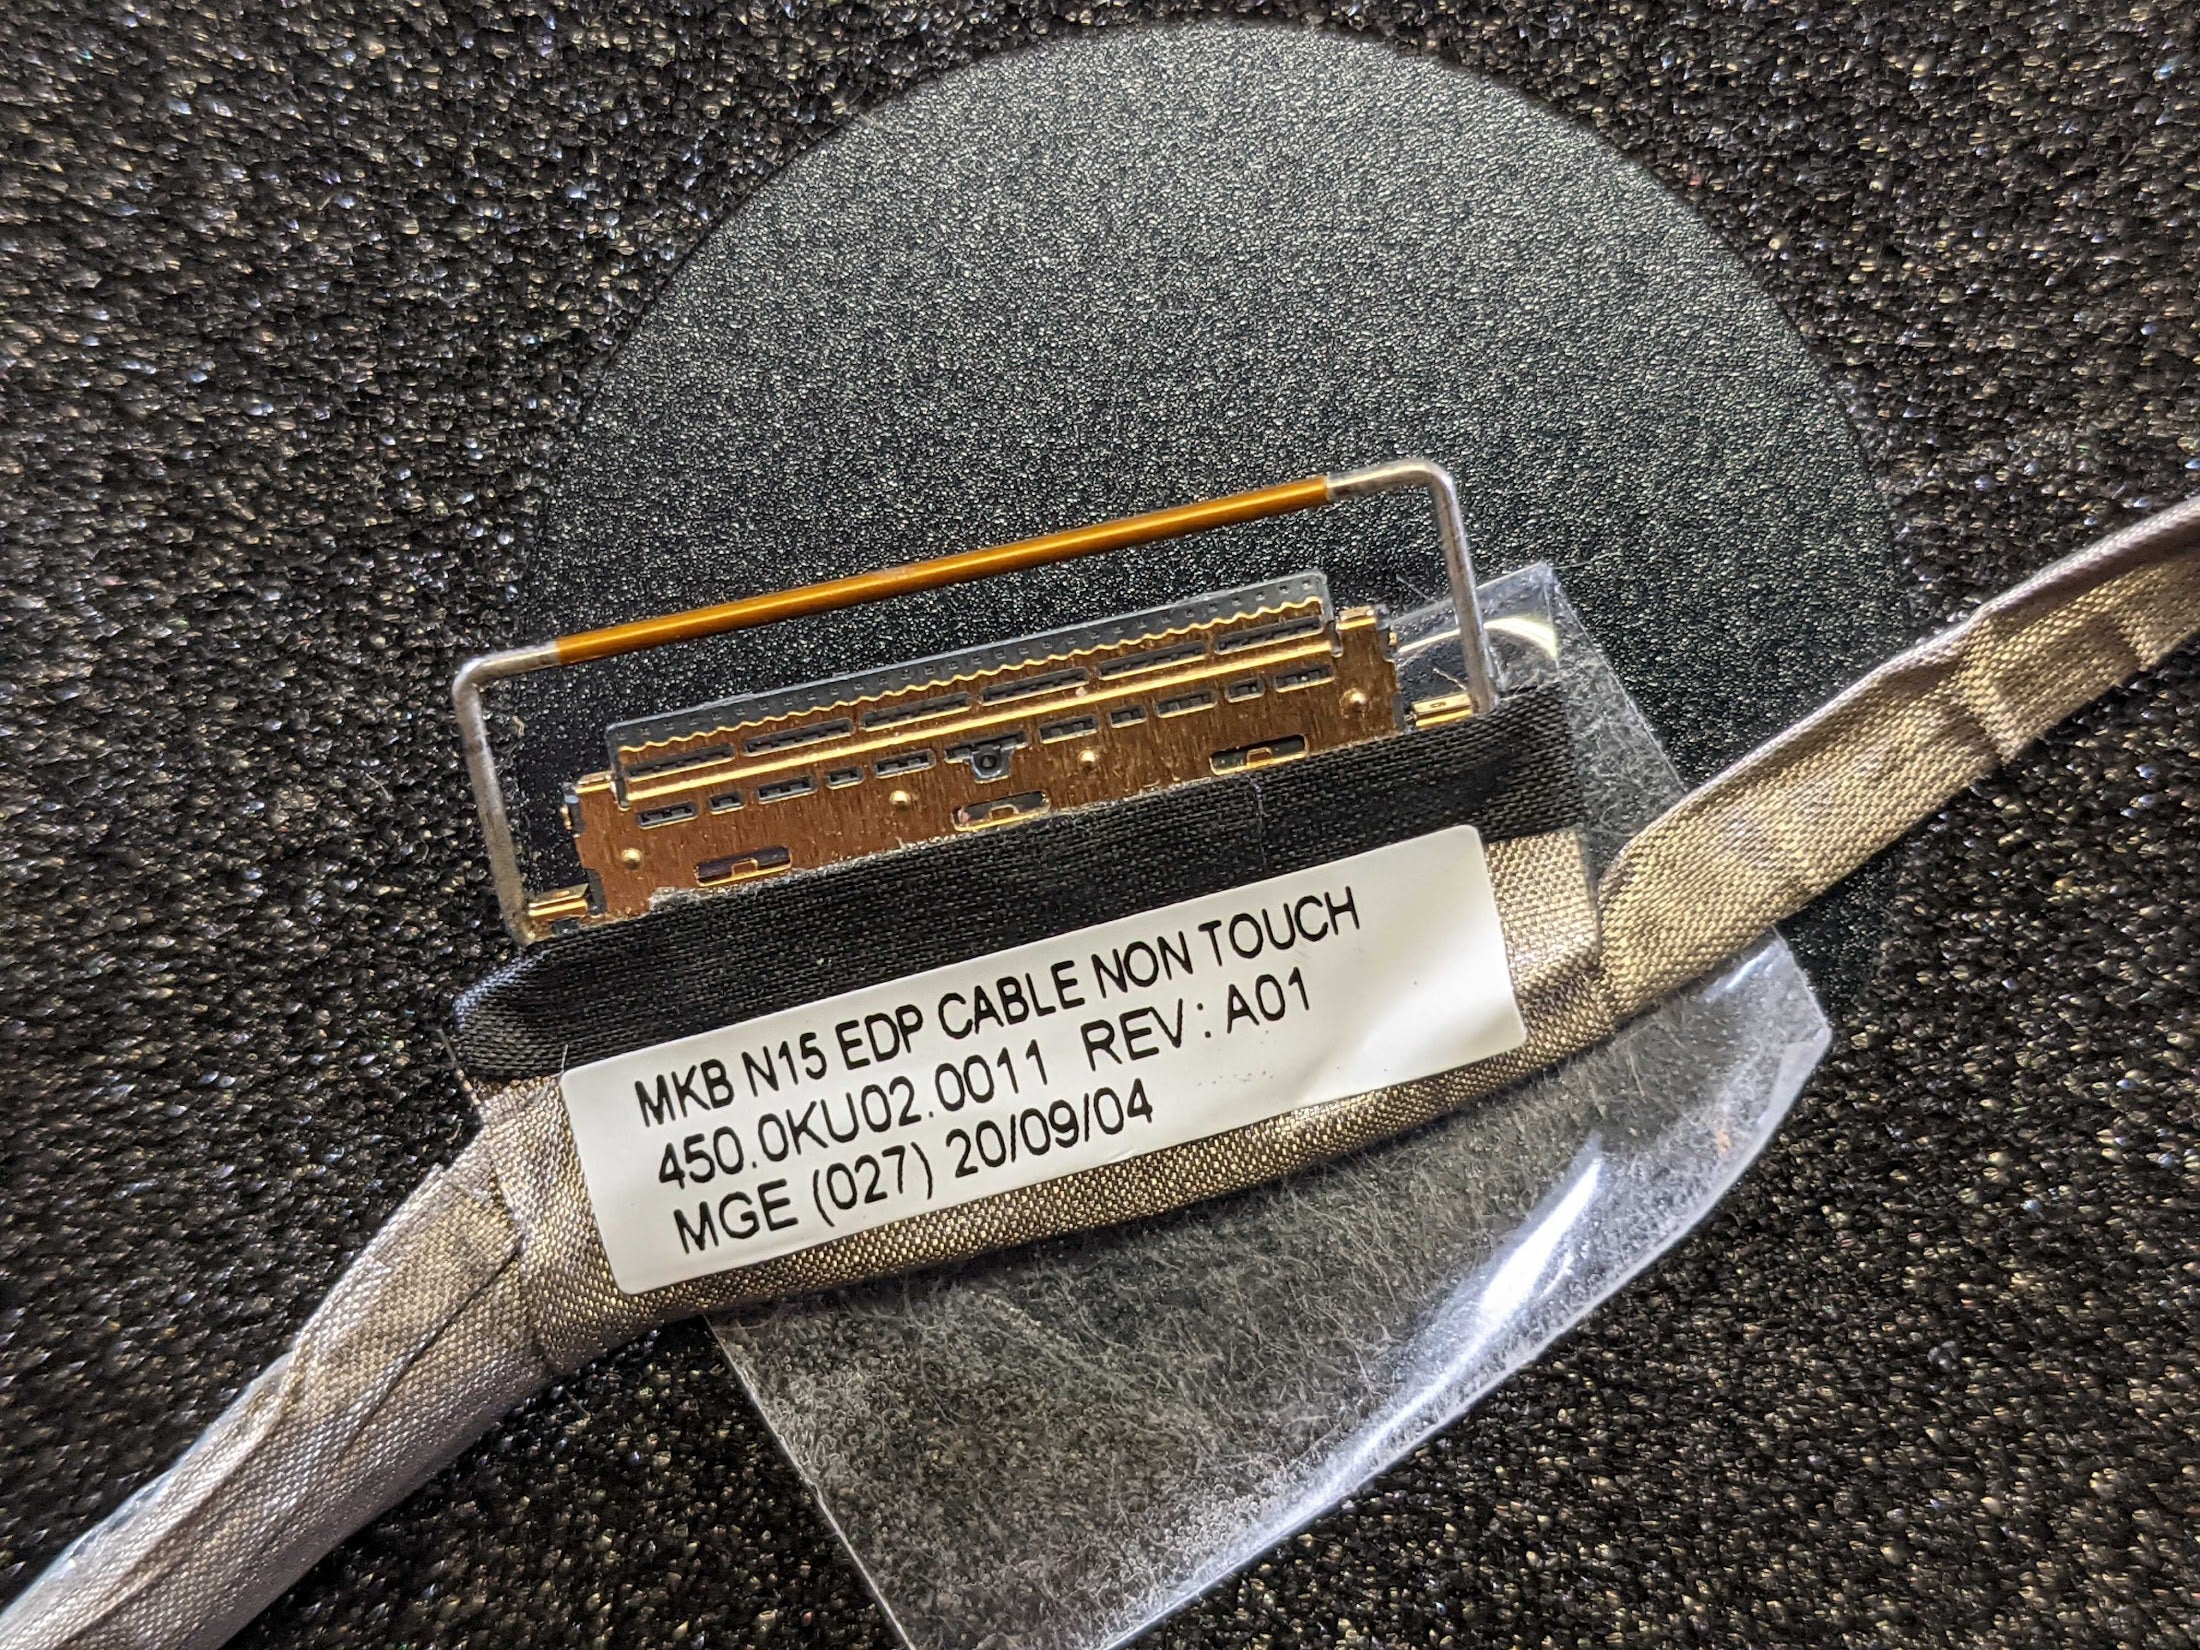 MKB N15 EDP CABLE NON TOUCH
450.0KU02.0011 REV : A01
MGE (027) 20/09/04